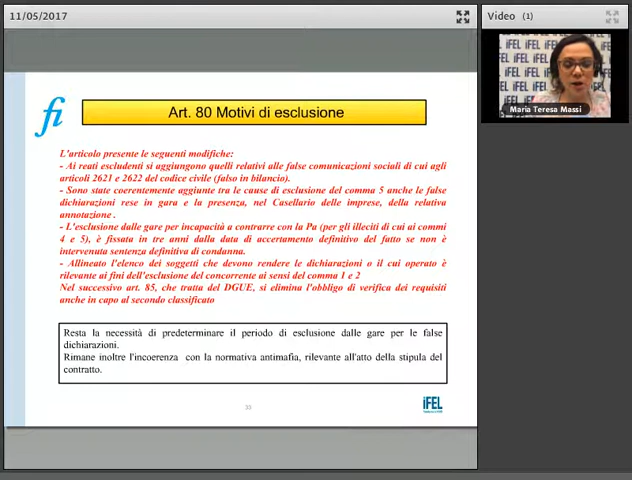 11/05/2017
Video (1)
iFEL iFEL
Maria Teresa Massi
fi
Art. 80 Motivi di esclusione
L'articolo presente le seguenti modifiche:
- Ai reati escludenti si aggiungono quelli relativi alle false comunicazioni sociali di cui agli
articoli 2621 e 2622 del codice civile (falso in bilancio).
- Sono state coerentemente aggiunte tra le cause di esclusione del comma 5 anche le false
dichiarazioni rese in gara e la presenza, nel Casellario delle imprese, della relativa
annotazione .
- L'esclusione dalle gare per incapacità a contrarre con la Pa (per gli illeciti di cui ai commi
4 e 5), è fissata in tre anni dalla data di accertamento definitivo del fatto se non è
intervenuta sentenza definitiva di condanna.
- Allineato l'elenco dei soggetti che devono rendere le dichiarazioni o il cui operato è
rilevante ai fini dell'esclusione del concorrente ai sensi del comma 1 e 2
Nel successivo art. 85, che tratta del DGUE, si elimina l'obbligo di verifica dei requisiti
anche in capo al secondo classificato
Resta la necessità di predeterminare il periodo di esclusione dalle gare per le false
dichiarazioni.
Rimane inoltre l'incoerenza con la normativa antimafia, rilevante all'atto della stipula del
contratto.
33
iFEL